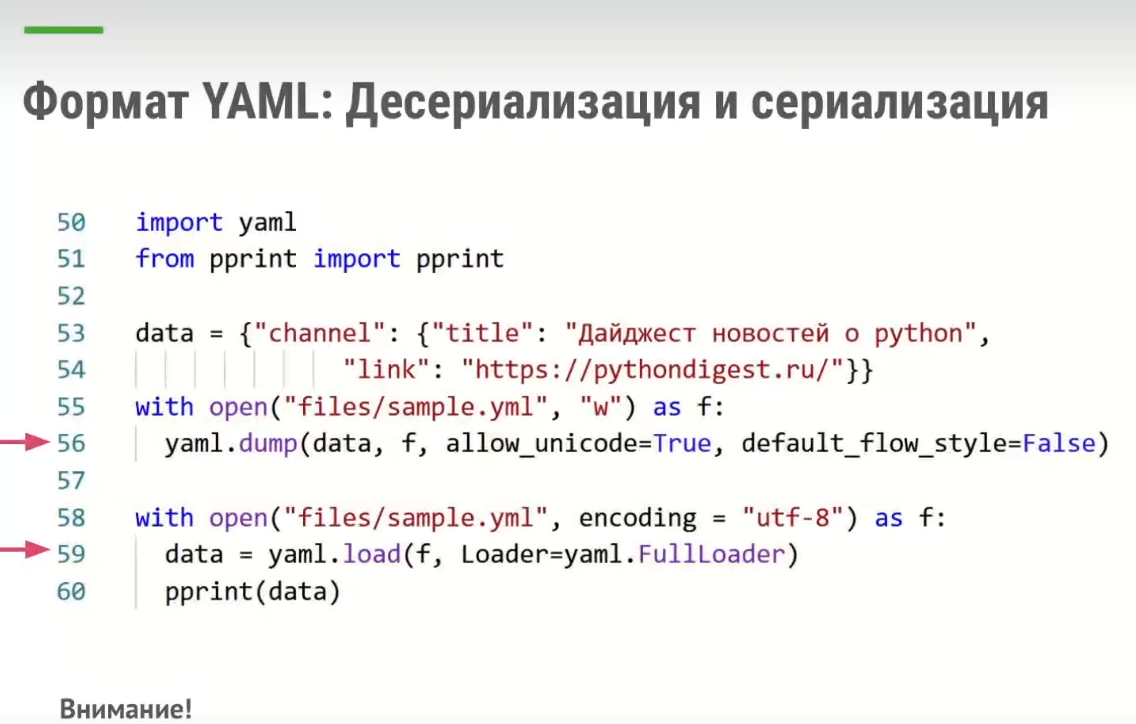 Формат YAML: Десериализация и сериализация
50 import yaml
51 from pprint import pprint
52
53 data = {"channel": {"title": "Дайджест новостей о python",
54 "link": "https://pythondigest.ru/"}}
55 with open("files/sample.yml", "w") as f:
56 yaml.dump(data, f, allow_unicode=True, default_flow_style=False)
57
58 with open("files/sample.yml", encoding = "utf-8") as f:
59 data = yaml.load(f, Loader=yaml.FullLoader)
60 pprint(data)
Внимание!